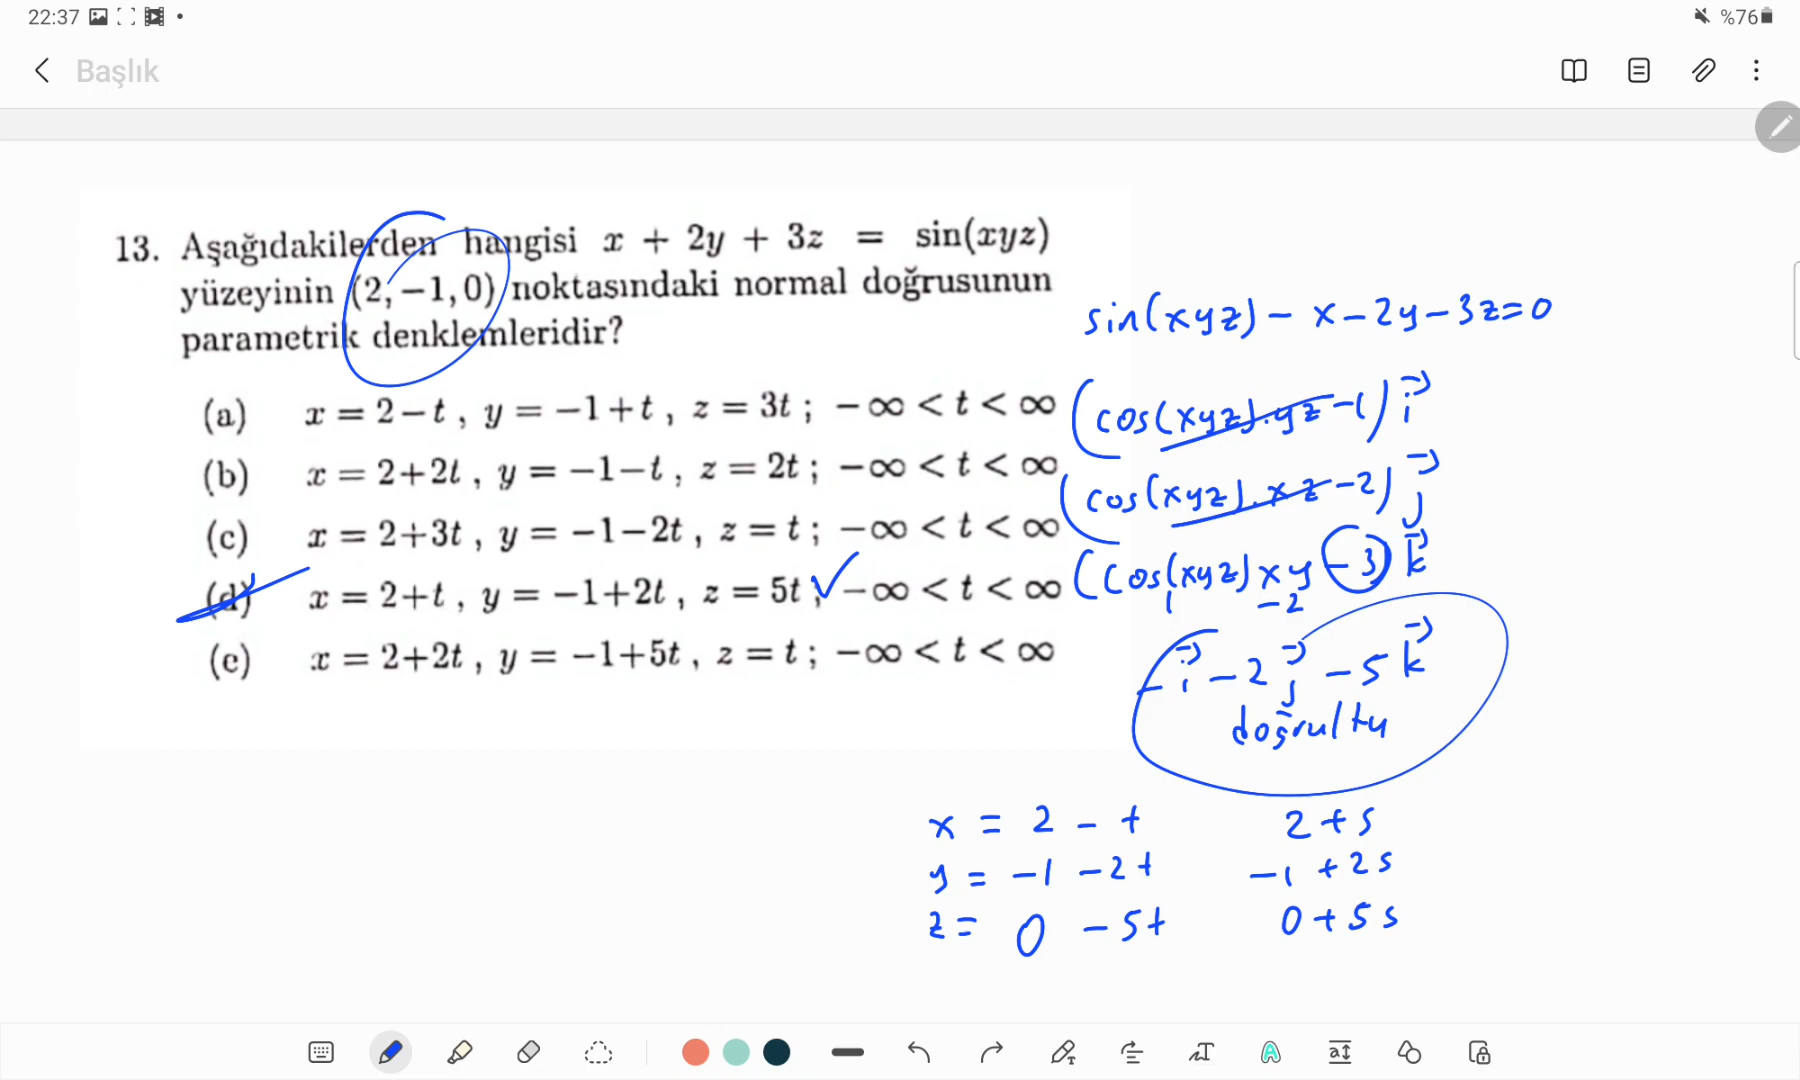 22:37
%76
Başlık
13. Aşağıdakilerden hangisi x + 2y + 3z = sin(xyz)
yüzeyinin (2, −1, 0) noktasındaki normal doğrusunun
parametrik denklemleridir?
(a) x = 2−t , y = −1+t , z = 3t ; −∞ < t < ∞
(b) x = 2+2t , y = −1−t , z = 2t ; −∞ < t < ∞
(c) x = 2+3t , y = −1−2t , z = t ; −∞ < t < ∞
(d) x = 2+t , y = −1+2t , z = 5t ; −∞ < t < ∞
(e) x = 2+2t , y = −1+5t , z = t ; −∞ < t < ∞
sin(xyz) − x − 2y − 3z = 0
(cos(xyz).yz −1) i
(cos(xyz).xz −2) j
(cos(xyz) xy − 3) k
1 −2
− i − 2 j − 5 k
doğrultu
x = 2 − t 2 + s
y = −1 − 2t −1 + 2s
z = 0 − 5t 0 + 5s